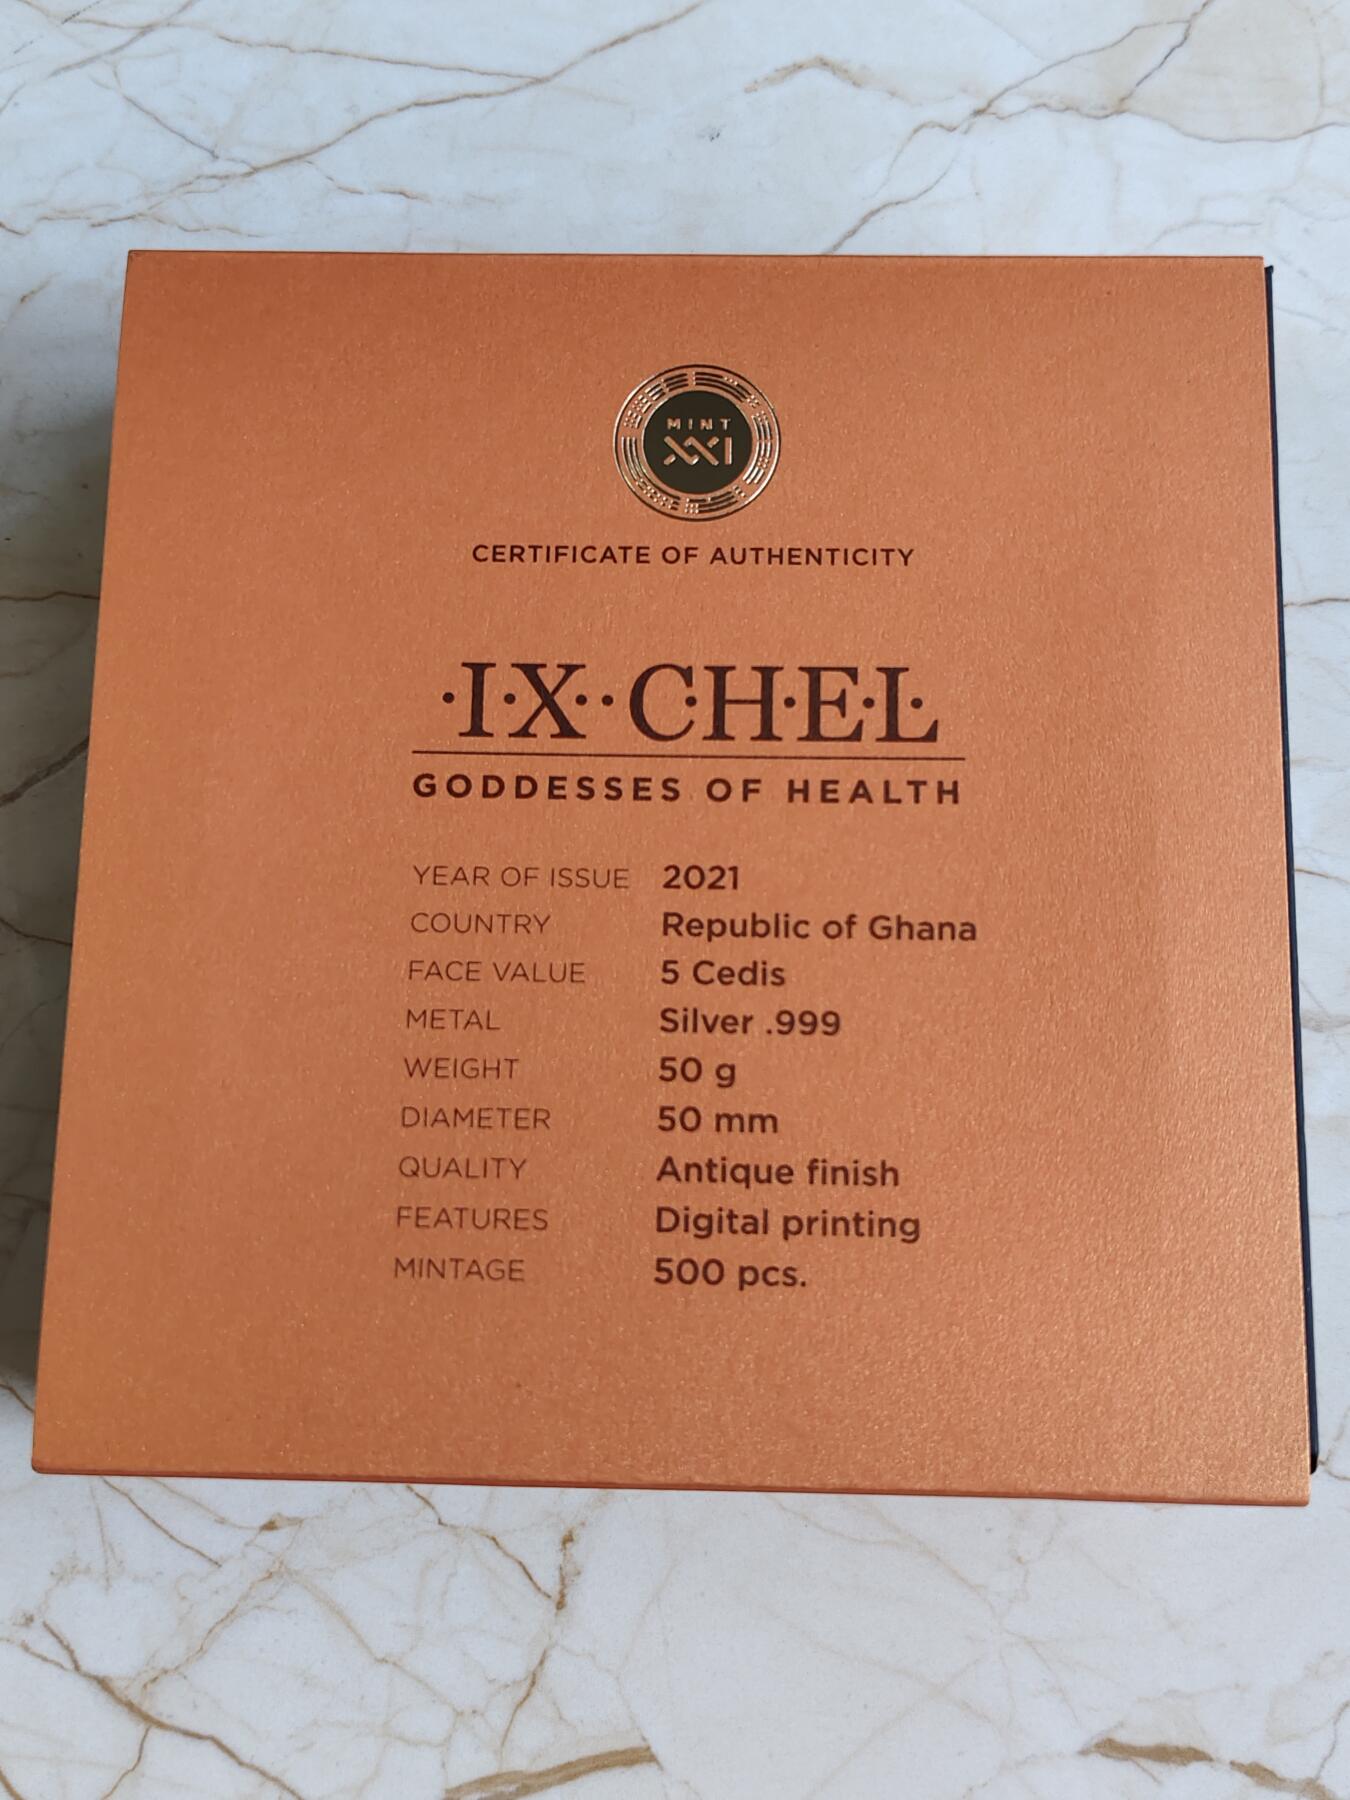 MINT
XXI
CERTIFICATE OF AUTHENTICITY
·I·X··C·H·E·L·
GODDESSES OF HEALTH
YEAR OF ISSUE 2021
COUNTRY Republic of Ghana
FACE VALUE 5 Cedis
METAL Silver .999
WEIGHT 50 g
DIAMETER 50 mm
QUALITY Antique finish
FEATURES Digital printing
MINTAGE 500 pcs.